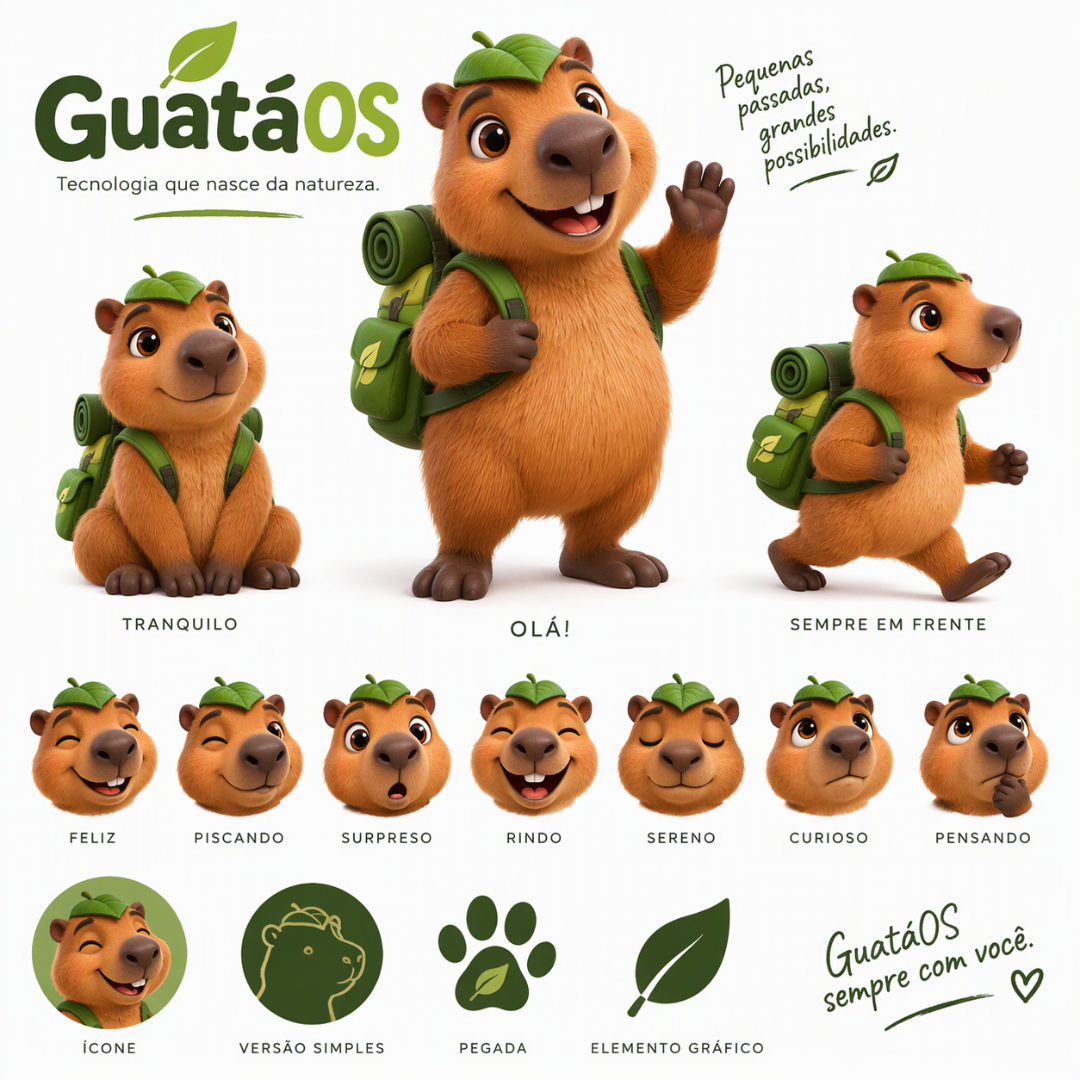 GuatáOS
Tecnologia que nasce da natureza.
Pequenas
passadas,
grandes
possibilidades.
TRANQUILO
OLÁ!
SEMPRE EM FRENTE
FELIZ
PISCANDO
SURPRESO
RINDO
SERENO
CURIOSO
PENSANDO
ÍCONE
VERSÃO SIMPLES
PEGADA
ELEMENTO GRÁFICO
GuatáOS
sempre com você.